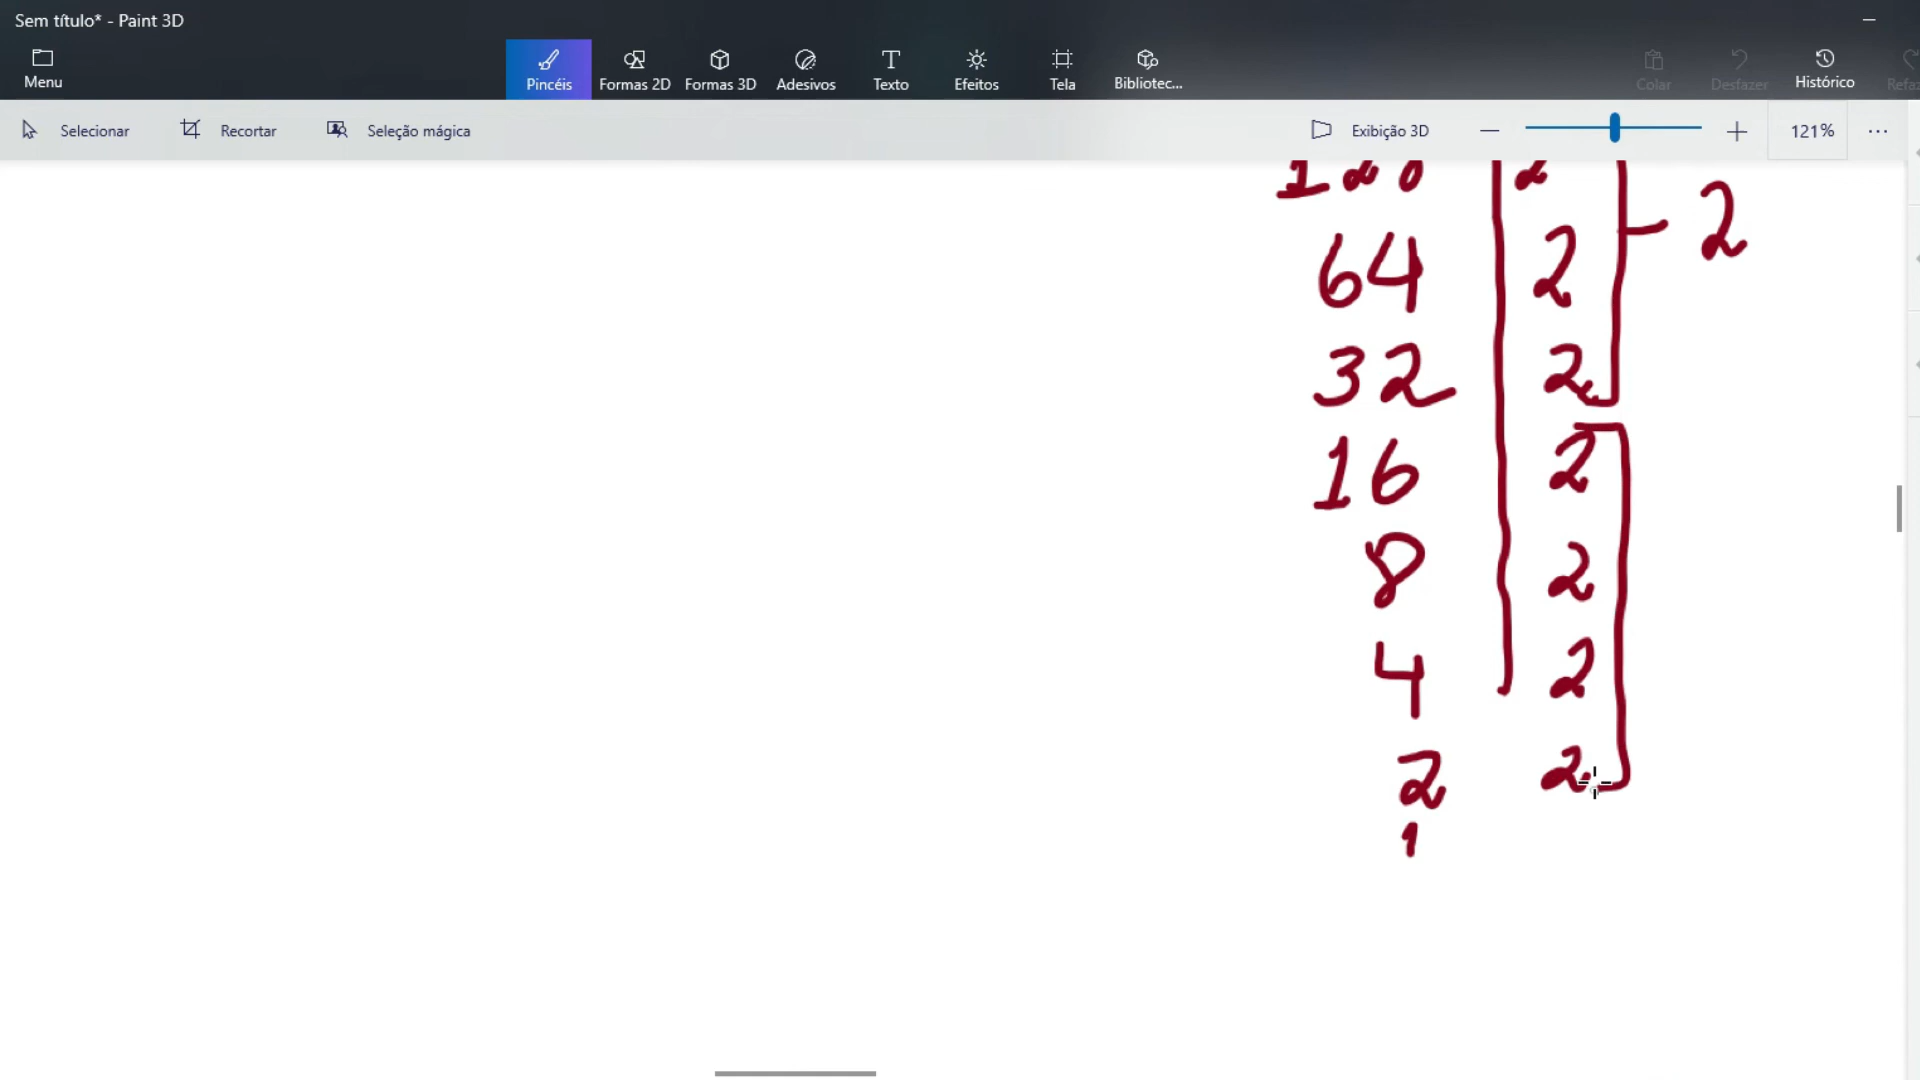 Sem título* - Paint 3D
Menu
Pincéis
Formas 2D
Formas 3D
Adesivos
Texto
Efeitos
Tela
Bibliotec...
Colar
Desfazer
Histórico
Refaz
Selecionar
Recortar
Seleção mágica
Exibição 3D
121%
2
64 2 2
32 2
16 2
8 2
4 2
2 2
1